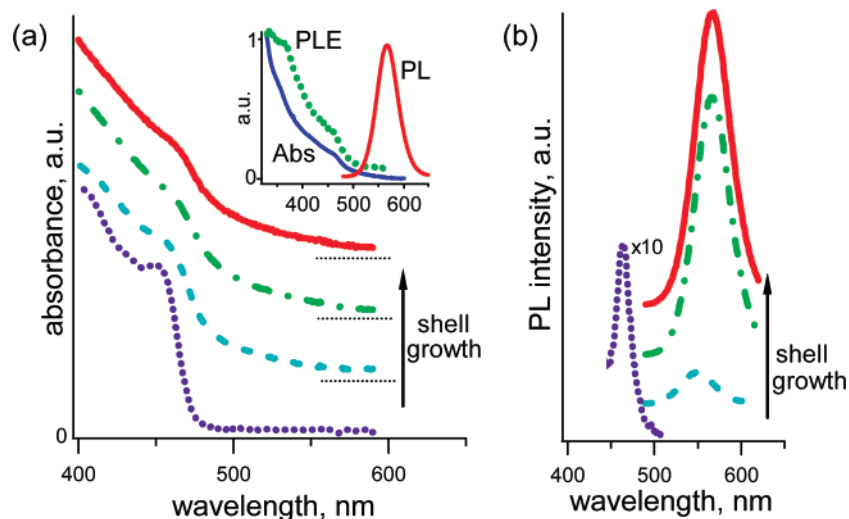 (a)
absorbance, a.u.
0
400
500
600
wavelength, nm
shell
growth
1
a.u.
0
PLE
PL
Abs
400
500
600
(b)
PL intensity, a.u.
x10
shell
growth
400
500
600
wavelength, nm